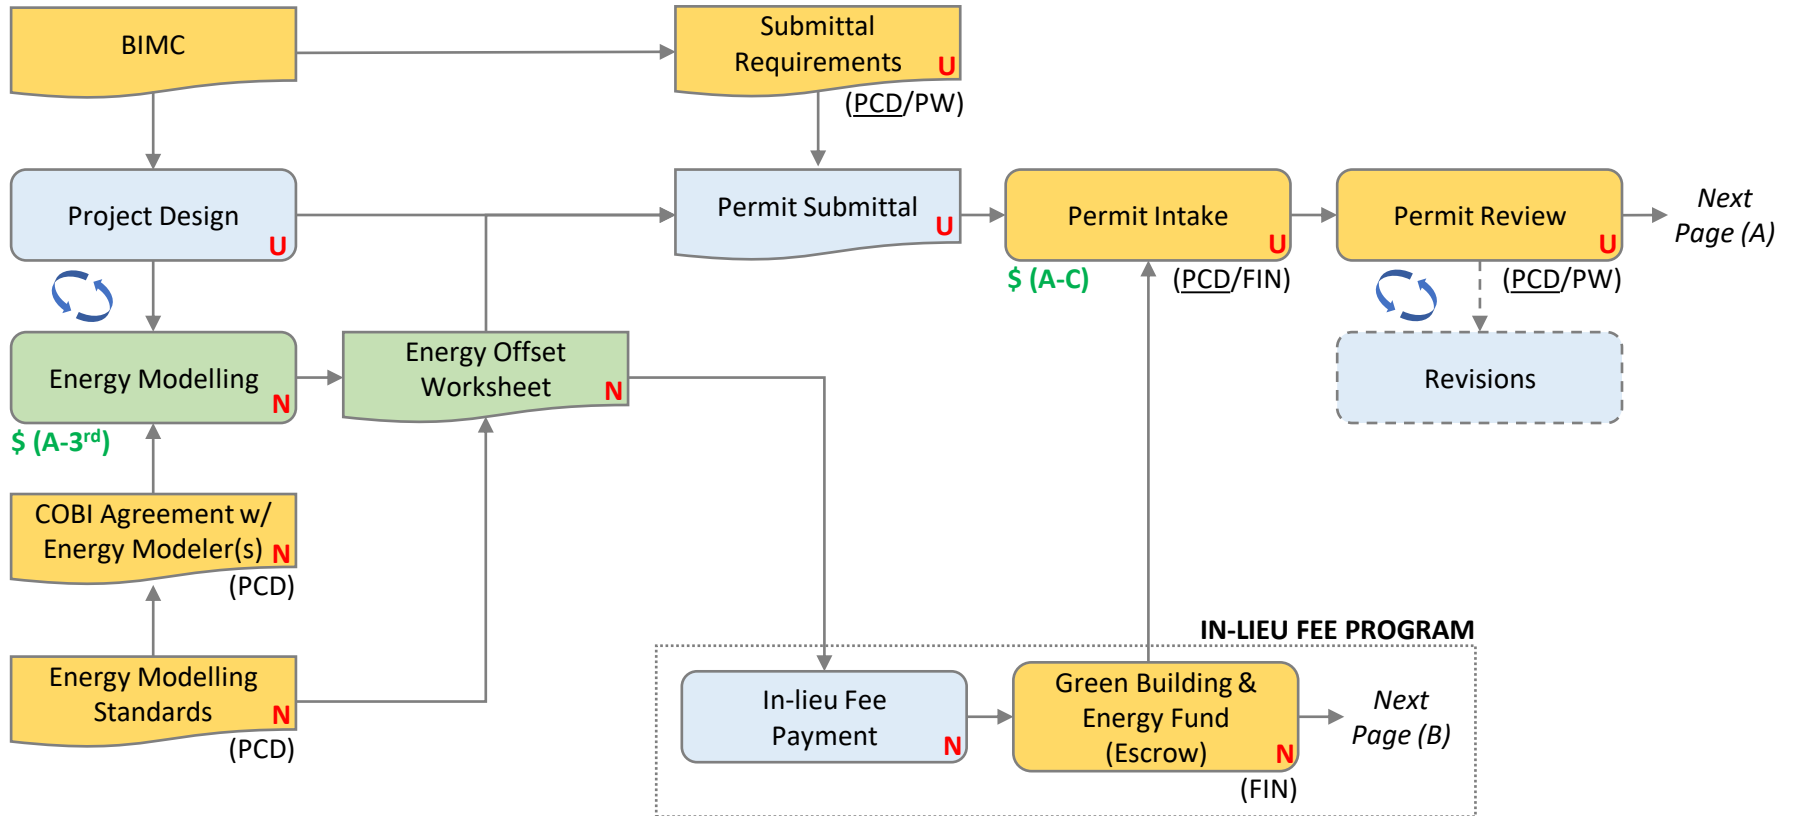 BIMC
Submittal
Requirements
U
(PCD/PW)
Project Design
U
Permit Submittal
U
Permit Intake
U
$ (A-C)
(PCD/FIN)
Permit Review
U
(PCD/PW)
Next
Page (A)
Energy Modelling
N
$ (A-3rd)
Energy Offset
Worksheet
N
Revisions
COBI Agreement w/
Energy Modeler(s)
N
(PCD)
Energy Modelling
Standards
N
(PCD)
IN-LIEU FEE PROGRAM
In-lieu Fee
Payment
N
Green Building &
Energy Fund
(Escrow)
N
(FIN)
Next
Page (B)